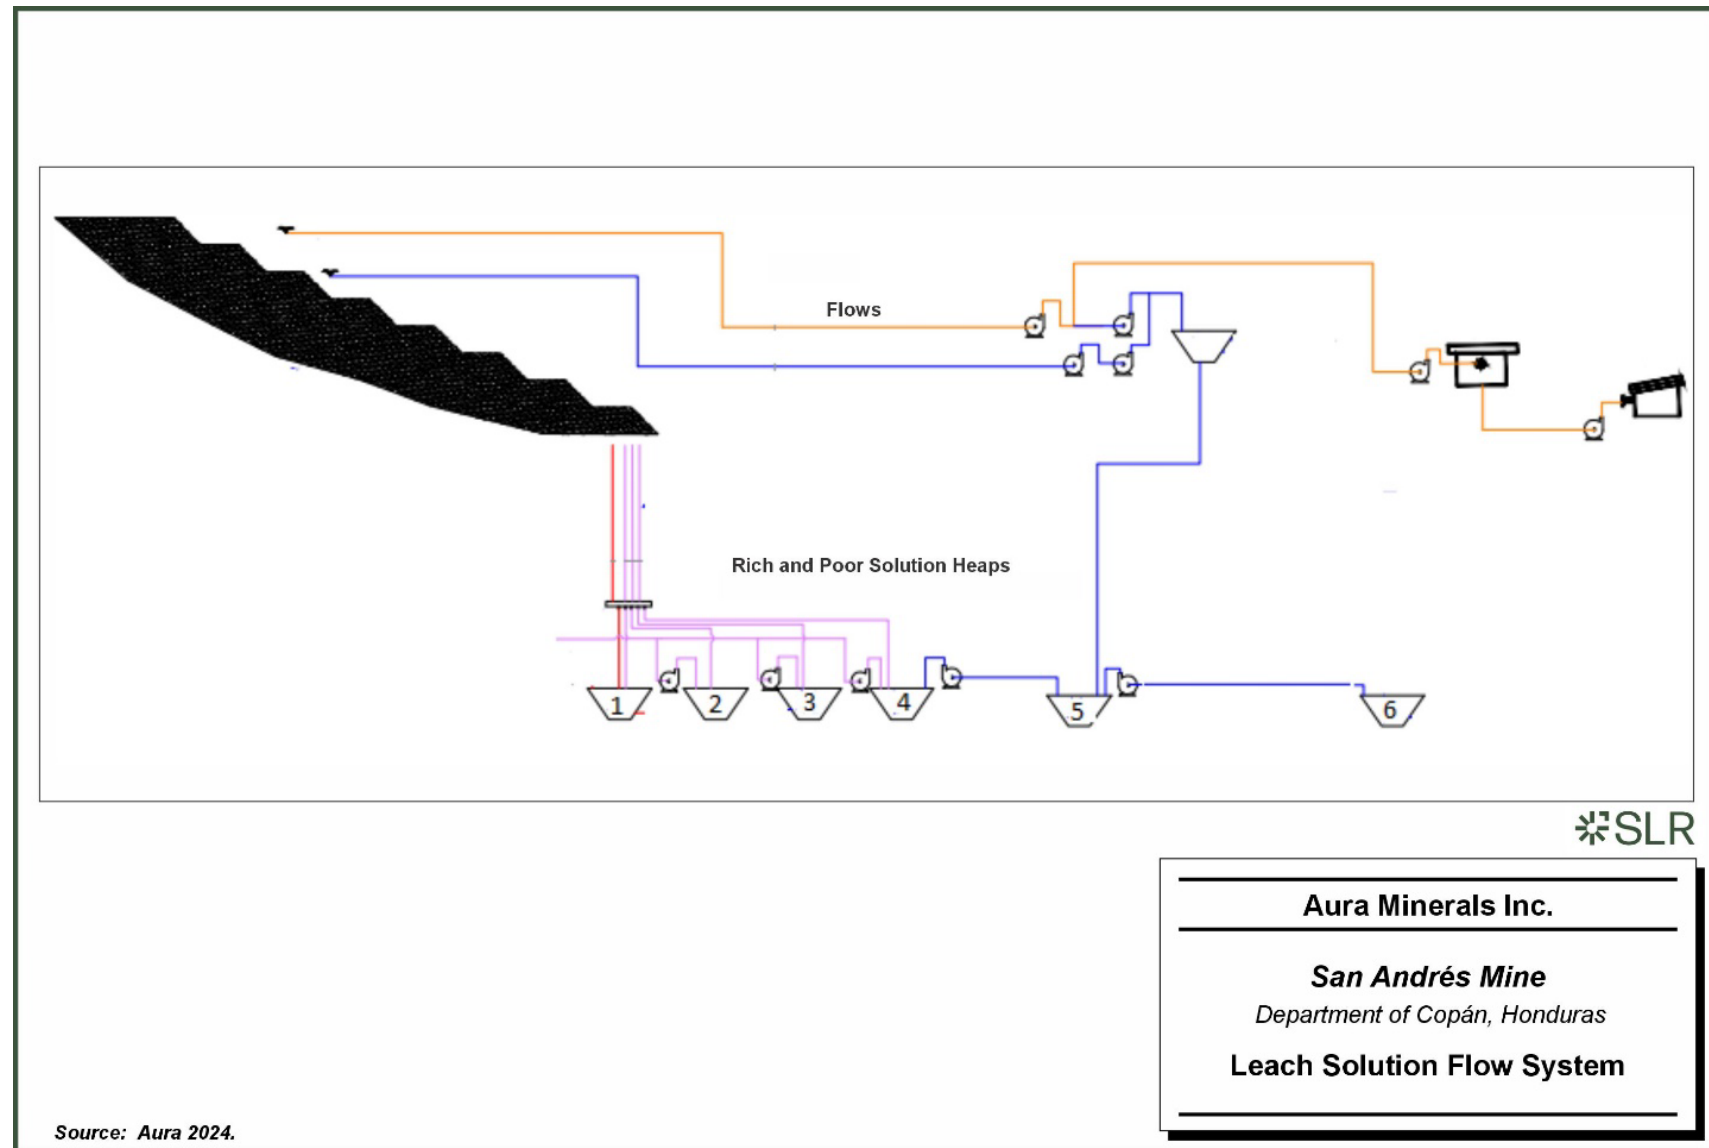 Flows
Rich and Poor Solution Heaps
1 2 3 4 5 6
SLR
Aura Minerals Inc.
San Andrés Mine
Department of Copán, Honduras
Leach Solution Flow System
Source: Aura 2024.